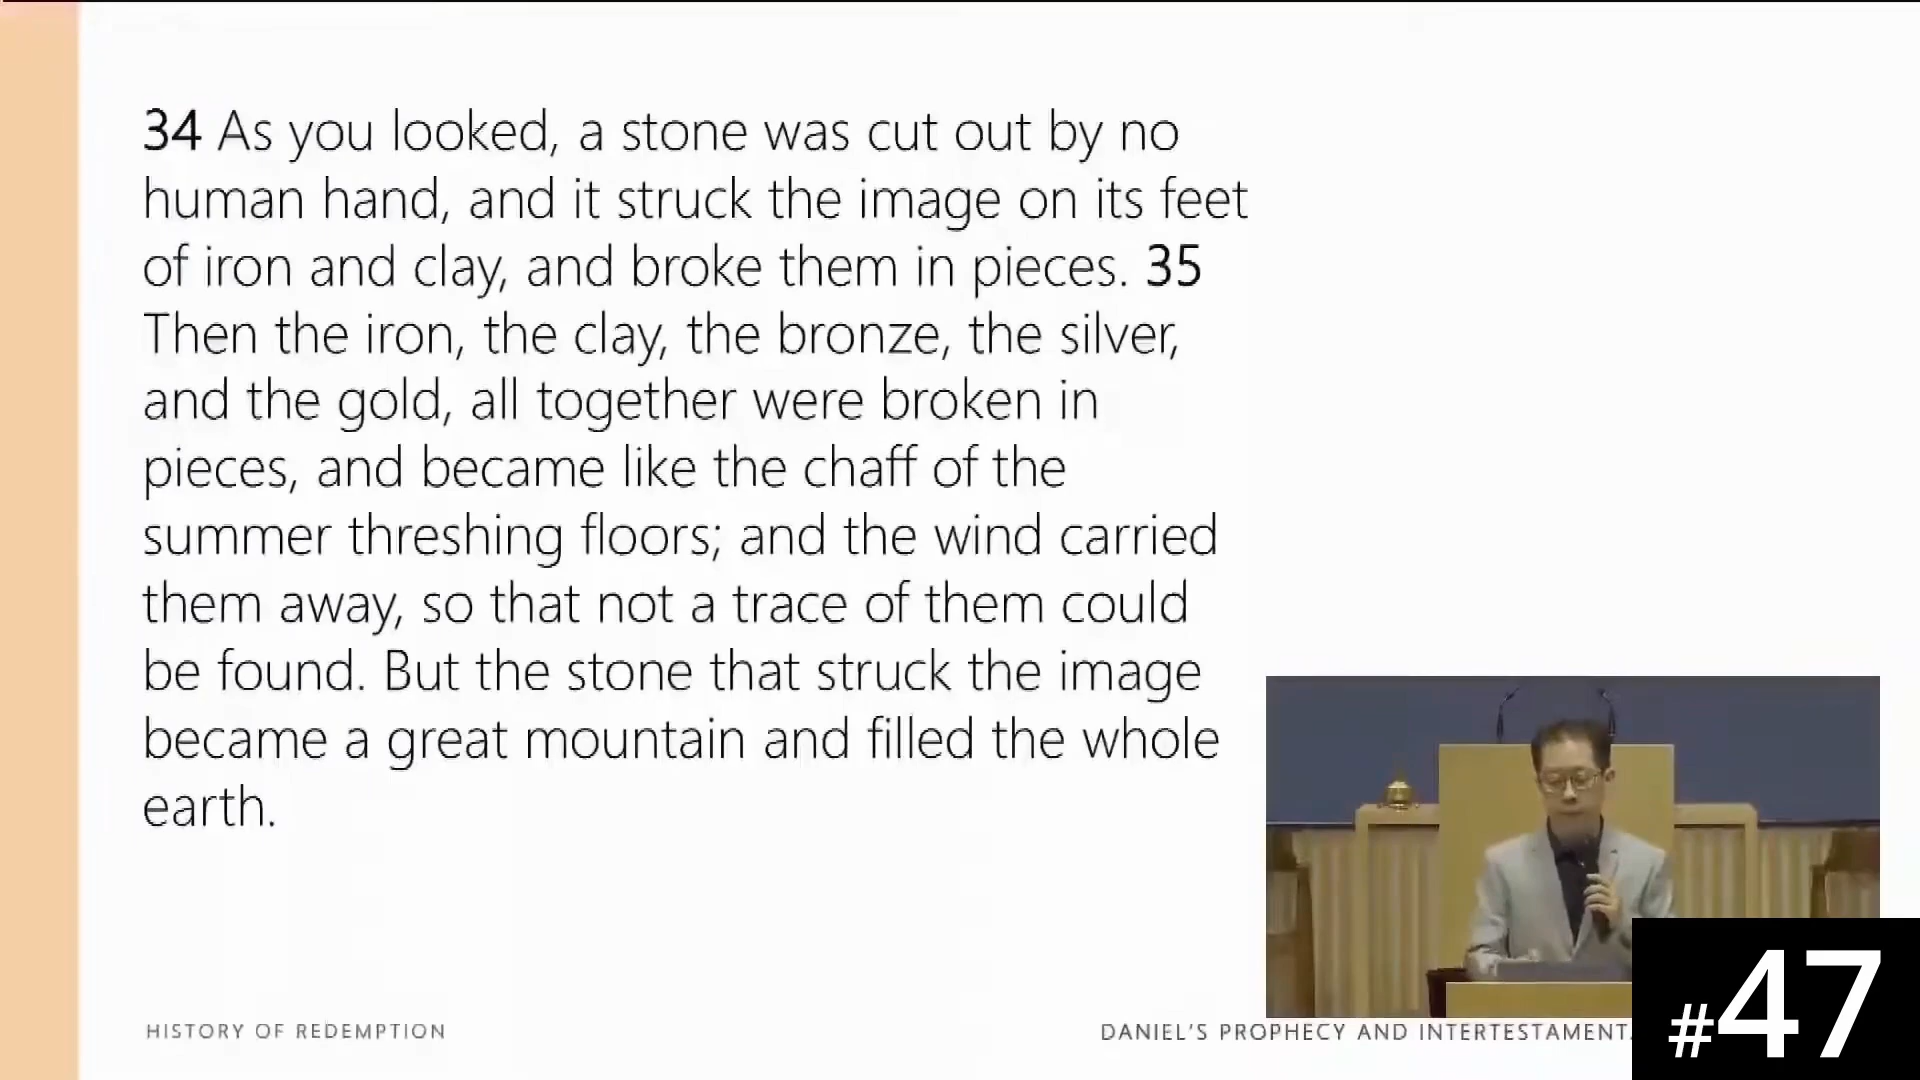 34 As you looked, a stone was cut out by no
human hand, and it struck the image on its feet
of iron and clay, and broke them in pieces. 35
Then the iron, the clay, the bronze, the silver,
and the gold, all together were broken in
pieces, and became like the chaff of the
summer threshing floors; and the wind carried
them away, so that not a trace of them could
be found. But the stone that struck the image
became a great mountain and filled the whole
earth.
HISTORY OF REDEMPTION
DANIEL'S PROPHECY AND INTERTESTAMENT
#47